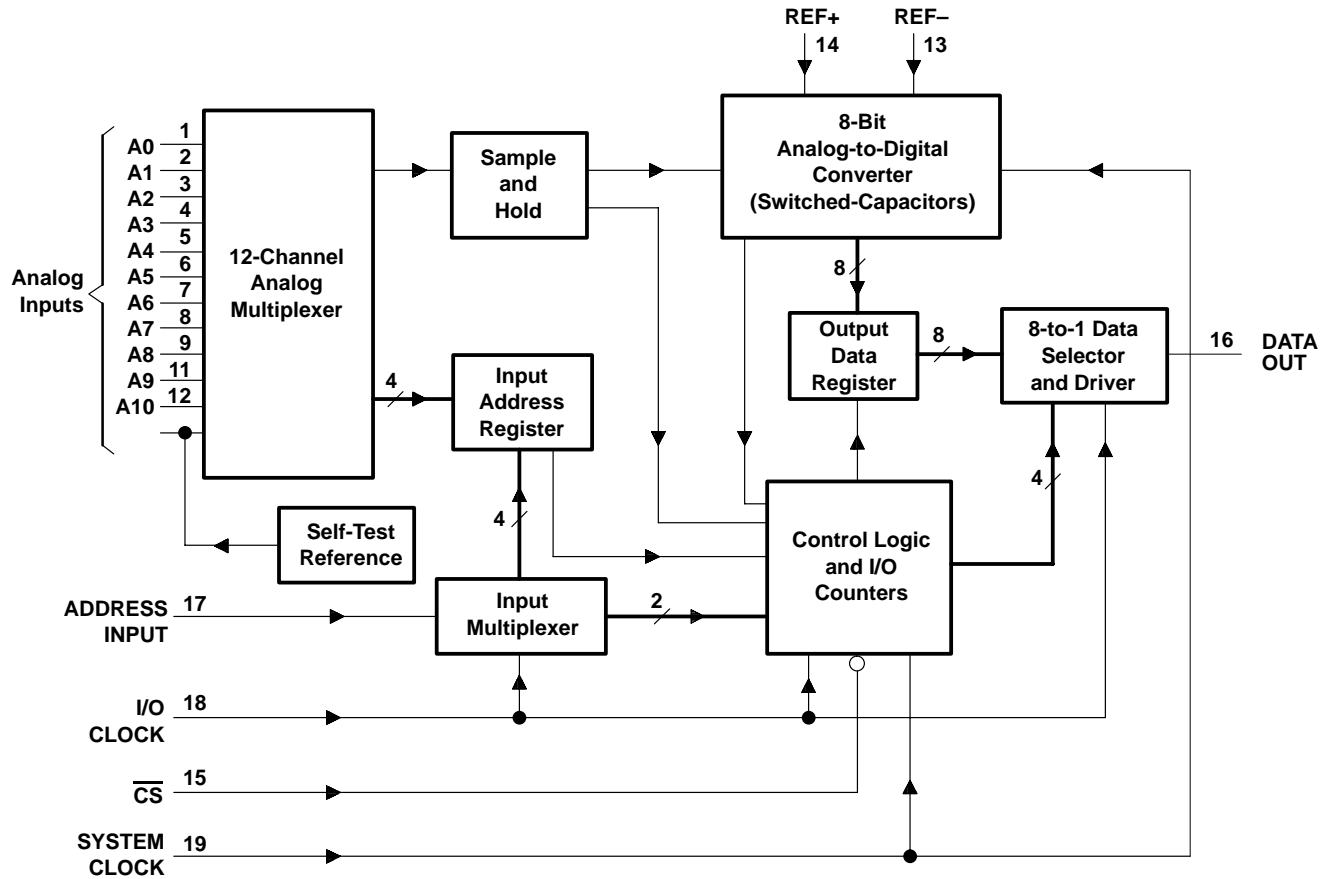 REF+
REF–
14
13
Analog
Inputs
A0
1
A1
2
A2
3
A3
4
A4
5
A5
6
A6
7
A7
8
A8
9
A9
11
A10
12
12-Channel
Analog
Multiplexer
Sample
and
Hold
8-Bit
Analog-to-Digital
Converter
(Switched-Capacitors)
8
Output
Data
Register
8
8-to-1 Data
Selector
and Driver
16
DATA
OUT
4
Input
Address
Register
4
4
Self-Test
Reference
Control Logic
and I/O
Counters
ADDRESS
INPUT
17
Input
Multiplexer
2
I/O
CLOCK
18
CS
15
SYSTEM
CLOCK
19